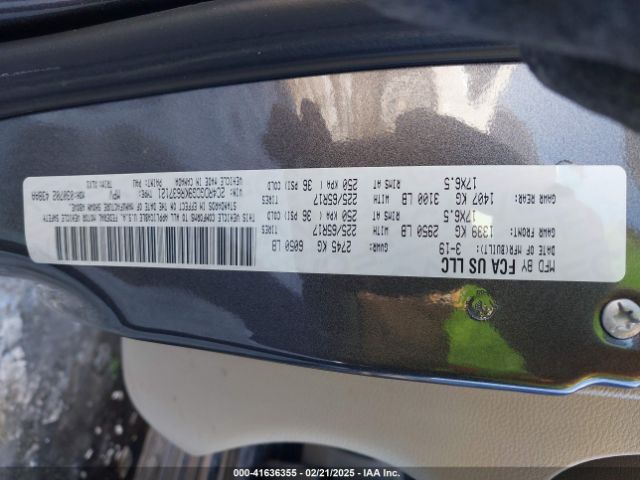 MFD BY FCA US LLC
DATE OF MFR(BUILT): 3-19
GVWR: 2745 KG 6050 LB
GAWR FRONT: 1339 KG 2950 LB WITH 225/65R17 TIRES
17X6.5 RIMS AT 250 KPA ( 36 PSI COLD
GAWR REAR: 1407 KG 3100 LB WITH 225/65R17 TIRES
17X6.5 RIMS AT 250 KPA ( 36 PSI COLD
THIS VEHICLE CONFORMS TO ALL APPLICABLE U.S.A. FEDERAL MOTOR VEHICLE SAFETY
STANDARDS IN EFFECT ON THE DATE OF MANUFACTURE SHOWN ABOVE.
VIN: TYPE: MPV
VEHICLE MADE IN CANADA PAINT: PAU
000-41636355 | 02/21/2025 | IAA Inc.